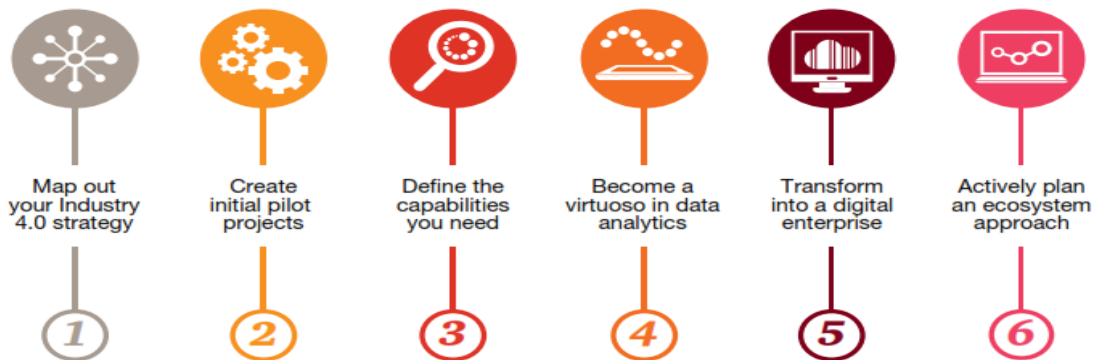 Map out
your Industry
4.0 strategy
1
Create
initial pilot
projects
2
Define the
capabilities
you need
3
Become a
virtuoso in data
analytics
4
Transform
into a digital
enterprise
5
Actively plan
an ecosystem
approach
6